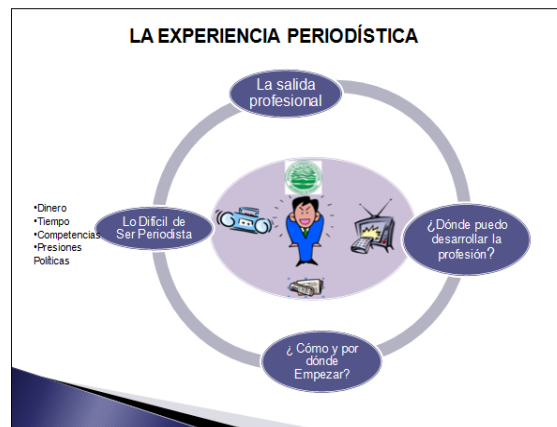 LA EXPERIENCIA PERIODÍSTICA
La salida
profesional
•Dinero
•Tiempo
•Competencias
•Presiones
Políticas
Lo Difícil de
Ser Periodista
¿Dónde puedo
desarrollar la
profesión?
¿ Cómo y por
dónde
Empezar?